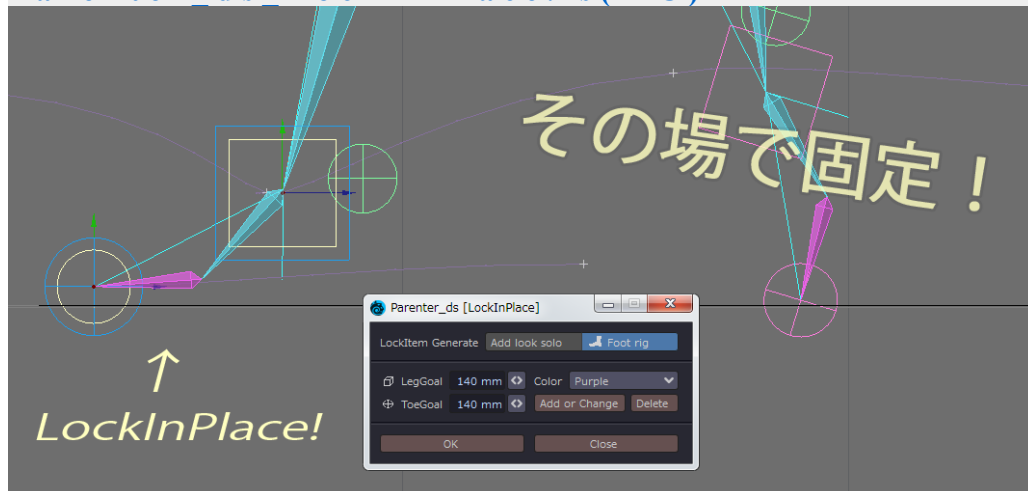 その場で固定！
Parenter_ds [LockInPlace]
LockItem Generate Add look solo Foot rig
LegGoal 140 mm Color Purple
ToeGoal 140 mm Add or Change Delete
OK Close
LockInPlace!